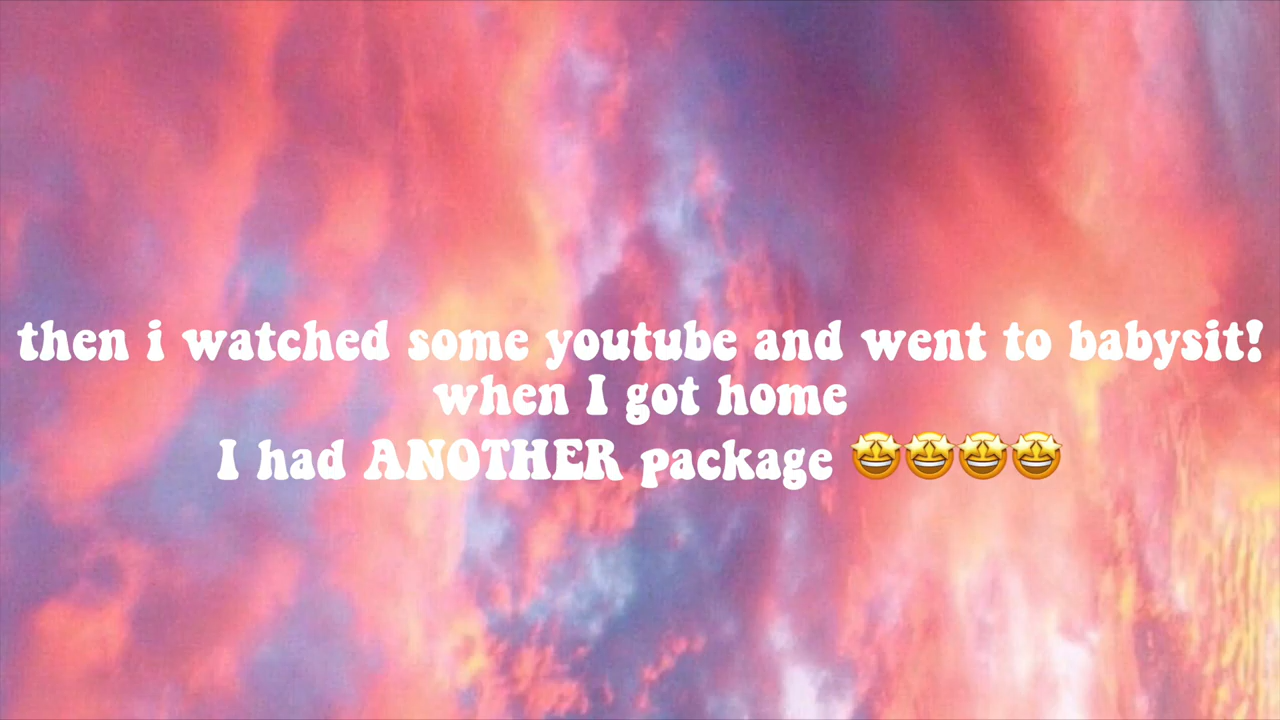 then i watched some youtube and went to babysit!
when I got home
I had ANOTHER package 🤩🤩🤩🤩